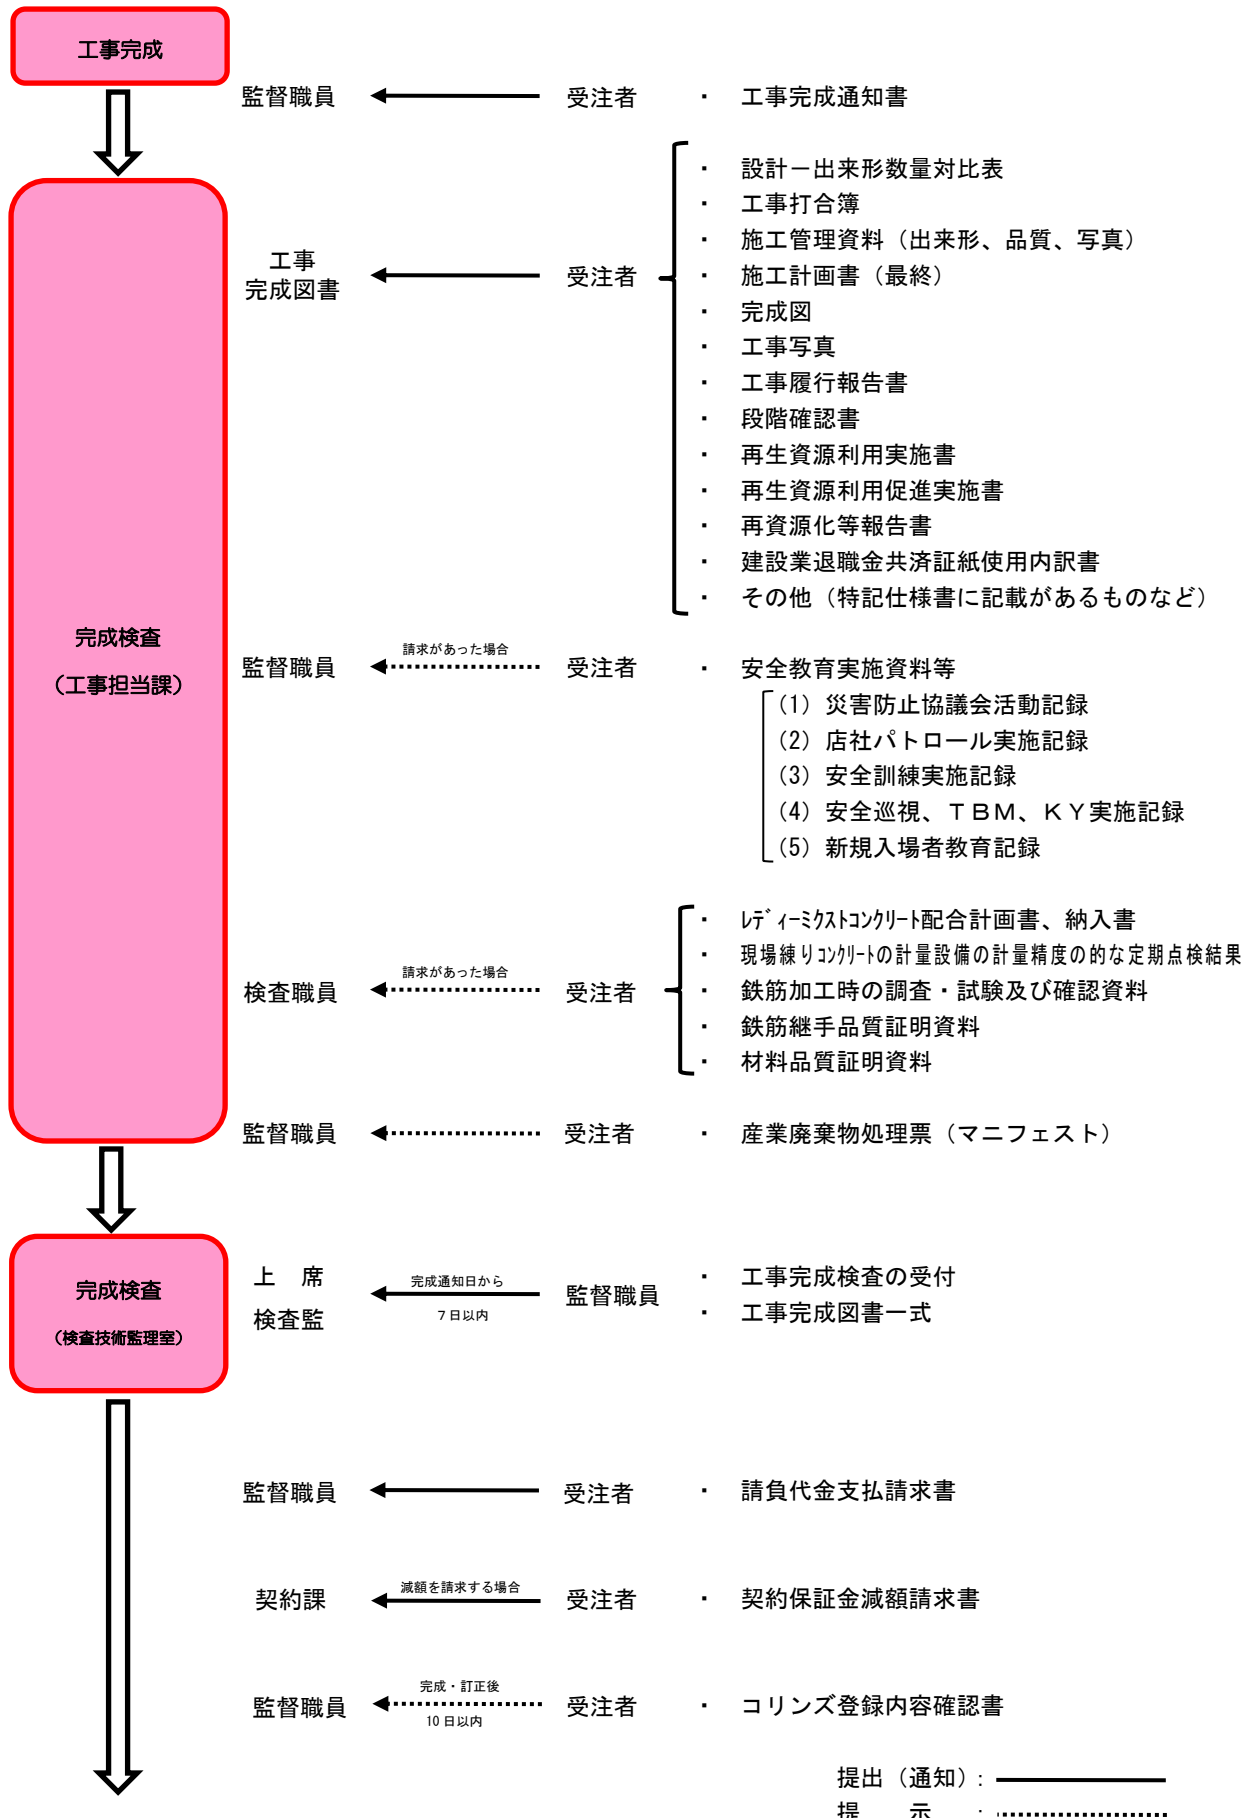 工事完成
監督職員 受注者 ・ 工事完成通知書
・ 設計－出来形数量対比表
・ 工事打合簿
・ 施工管理資料（出来形、品質、写真）
工事
完成図書 受注者 ・ 施工計画書（最終）
・ 完成図
・ 工事写真
・ 工事履行報告書
・ 段階確認書
・ 再生資源利用実施書
・ 再生資源利用促進実施書
・ 再資源化等報告書
・ 建設業退職金共済証紙使用内訳書
・ その他（特記仕様書に記載があるものなど）
完成検査
（工事担当課）
監督職員 請求があった場合 受注者 ・ 安全教育実施資料等
（1）災害防止協議会活動記録
（2）店社パトロール実施記録
（3）安全訓練実施記録
（4）安全巡視、ＴＢＭ、ＫＹ実施記録
（5）新規入場者教育記録
・ ﾚﾃﾞｨｰﾐｸｽﾄｺﾝｸﾘｰﾄ配合計画書、納入書
・ 現場練りｺﾝｸﾘｰﾄの計量設備の計量精度の的な定期点検結果
検査職員 請求があった場合 受注者 ・ 鉄筋加工時の調査・試験及び確認資料
・ 鉄筋継手品質証明資料
・ 材料品質証明資料
監督職員 受注者 ・ 産業廃棄物処理票（マニフェスト）
完成検査
（検査技術監理室）
上　席
検査監 完成通知日から
７日以内 監督職員 ・ 工事完成検査の受付
・ 工事完成図書一式
監督職員 受注者 ・ 請負代金支払請求書
契約課 減額を請求する場合 受注者 ・ 契約保証金減額請求書
監督職員 完成・訂正後
10日以内 受注者 ・ コリンズ登録内容確認書
提出（通知）:
提　　示　　: